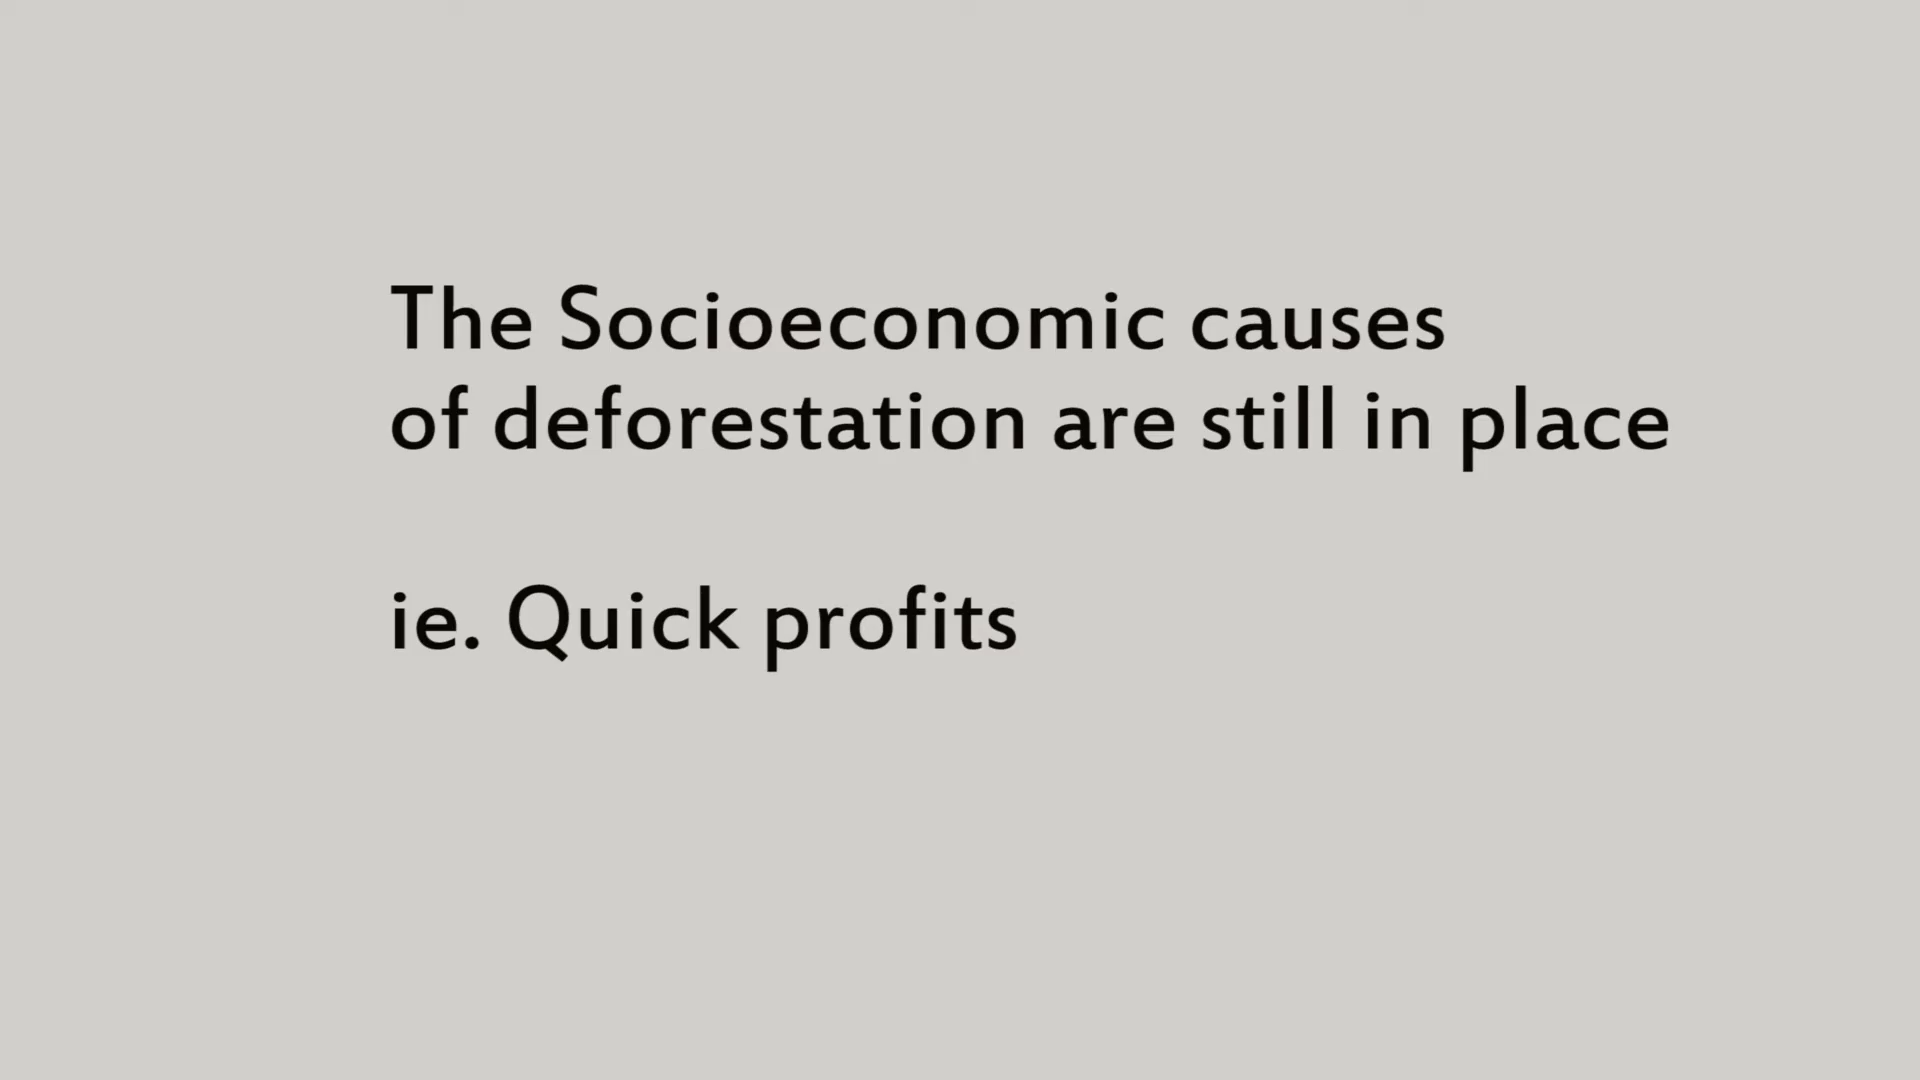 The Socioeconomic causes
of deforestation are still in place
ie. Quick profits